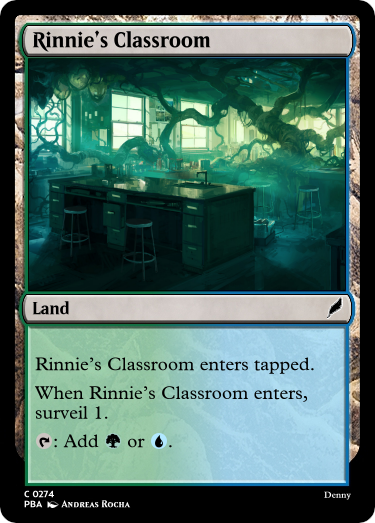 Rinnie's Classroom
Land
Rinnie's Classroom enters tapped.
When Rinnie's Classroom enters,
surveil 1.
: Add or .
C 0274
PBA Andreas Rocha
Denny